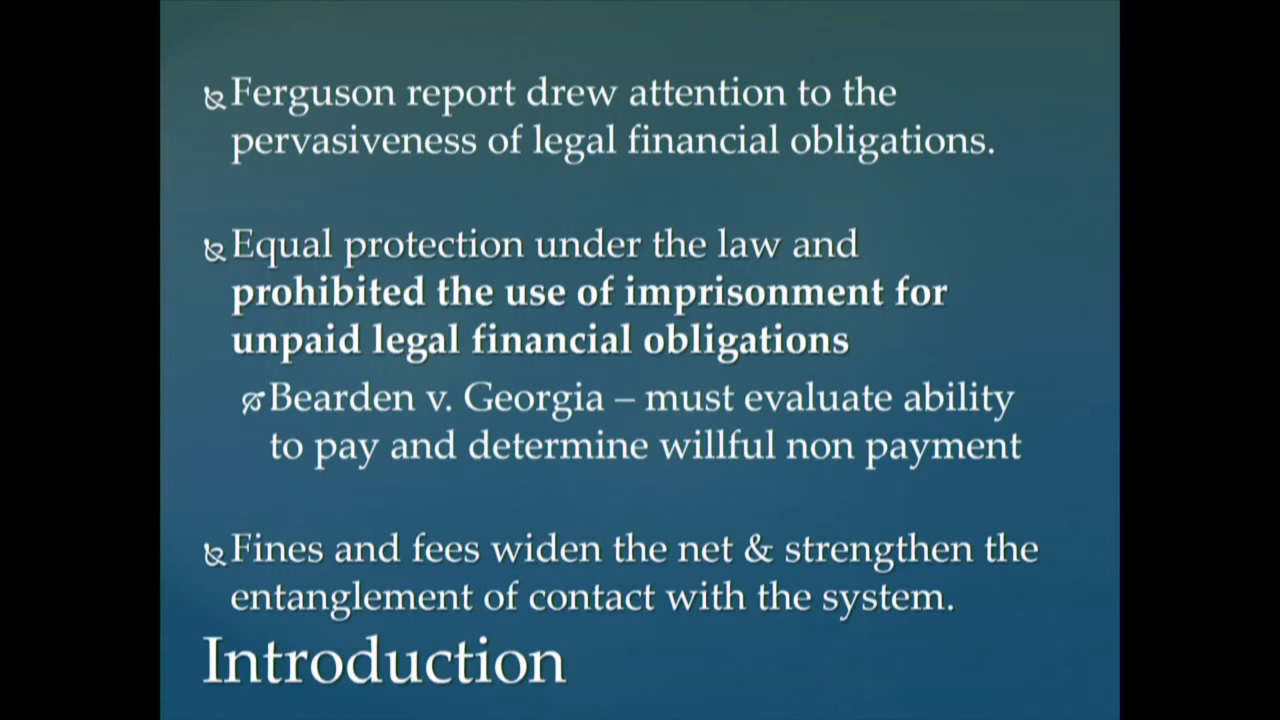 Ferguson report drew attention to the
pervasiveness of legal financial obligations.
Equal protection under the law and
prohibited the use of imprisonment for
unpaid legal financial obligations
Bearden v. Georgia – must evaluate ability
to pay and determine willful non payment
Fines and fees widen the net & strengthen the
entanglement of contact with the system.
Introduction